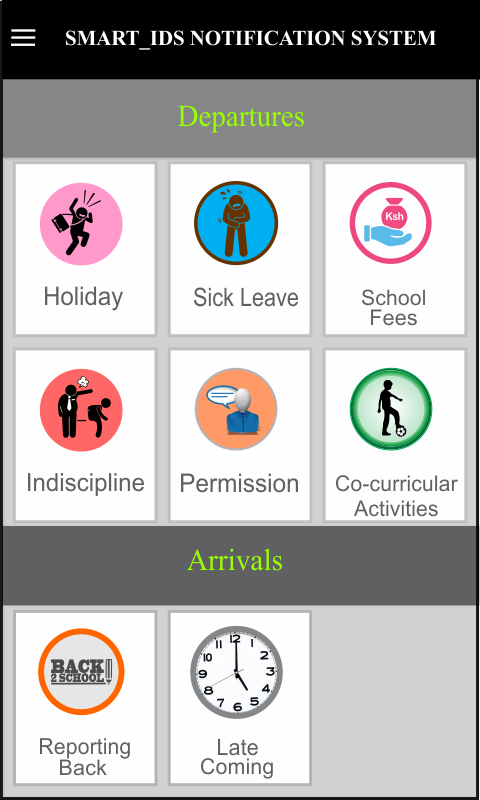 SMART_IDS NOTIFICATION SYSTEM
Departures
Holiday
Sick Leave
Ksh
School
Fees
Indiscipline
Permission
Co-curricular
Activities
Arrivals
BACK
2 SCHOOL
Reporting
Back
12
11
1
10
2
9
3
8
4
7
5
6
Late
Coming